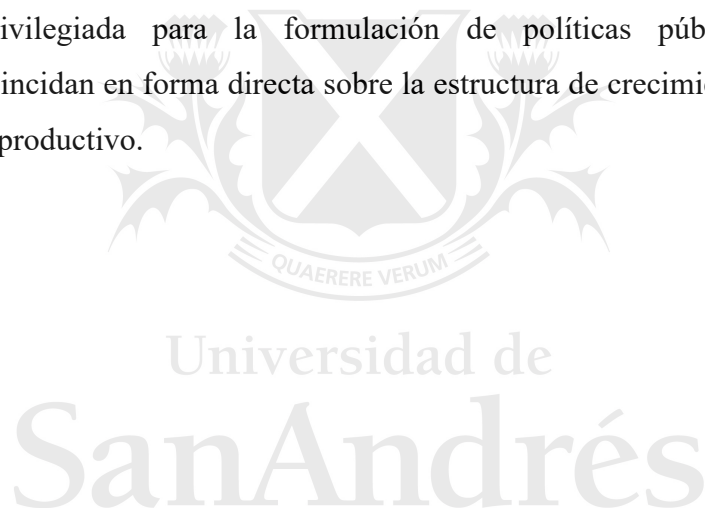 ivilegiada para la formulación de políticas púb
incidan en forma directa sobre la estructura de crecimi
productivo.
QUAERERE VERUM
Universidad de
SanAndrés